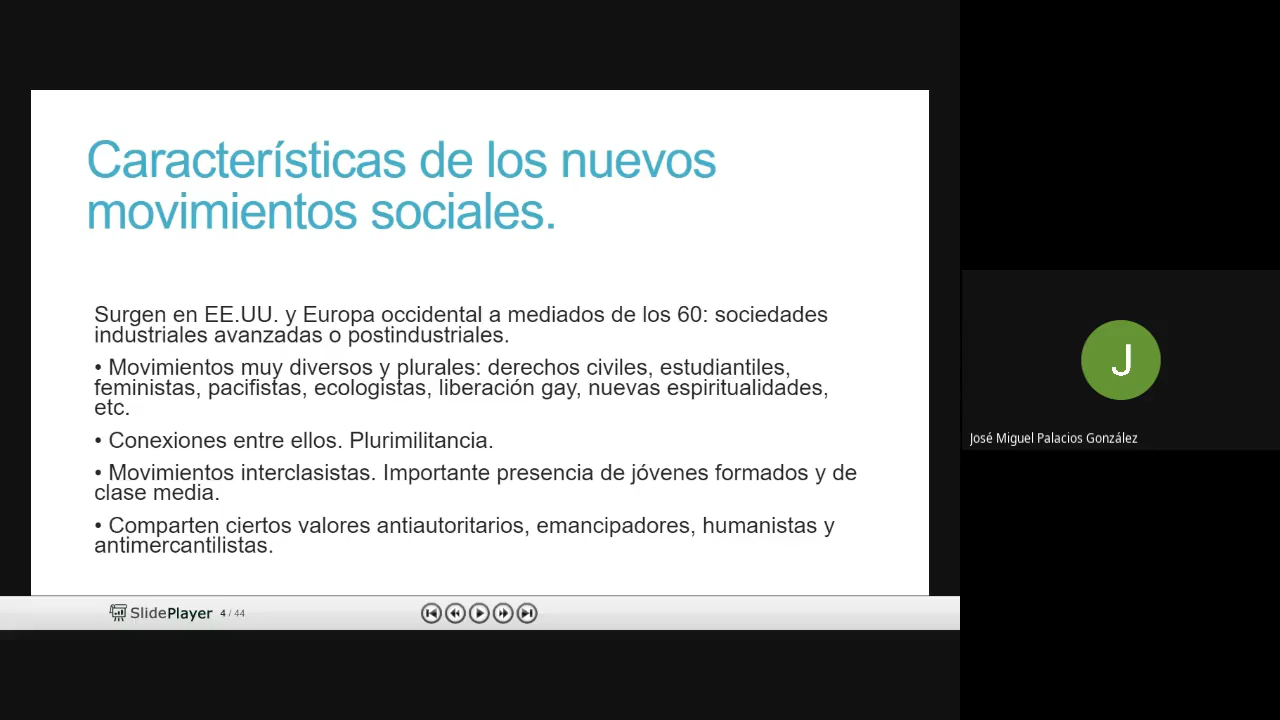 Características de los nuevos
movimientos sociales.
Surgen en EE.UU. y Europa occidental a mediados de los 60: sociedades
industriales avanzadas o postindustriales.
• Movimientos muy diversos y plurales: derechos civiles, estudiantiles,
feministas, pacifistas, ecologistas, liberación gay, nuevas espiritualidades,
etc.
• Conexiones entre ellos. Plurimilitancia.
• Movimientos interclasistas. Importante presencia de jóvenes formados y de
clase media.
• Comparten ciertos valores antiautoritarios, emancipadores, humanistas y
antimercantilistas.
SlidePlayer 4 / 44
J
José Miguel Palacios González